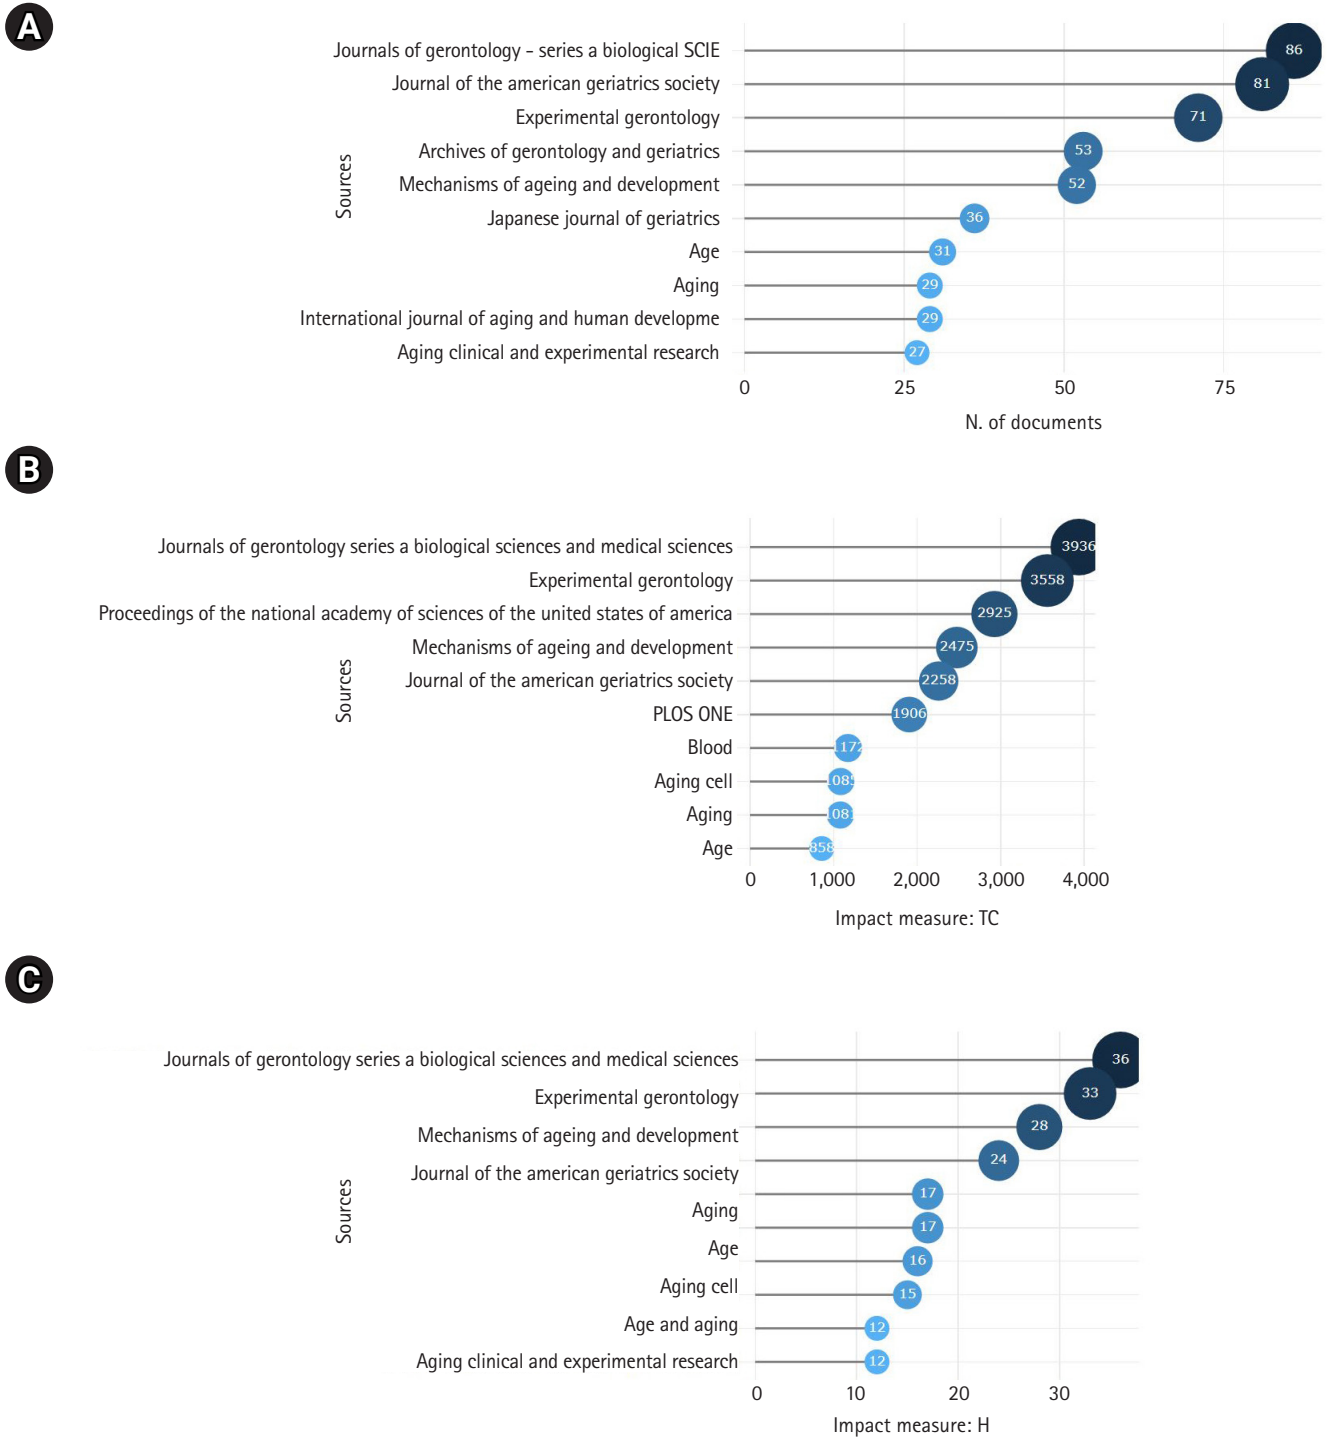 A
Journals of gerontology - series a biological SCIE 86
Journal of the american geriatrics society 81
Experimental gerontology 71
Archives of gerontology and geriatrics 53
Mechanisms of ageing and development 52
Japanese journal of geriatrics 36
Age 31
Aging 29
International journal of aging and human developme 29
Aging clinical and experimental research 27
Sources
0 25 50 75
N. of documents
B
Journals of gerontology series a biological sciences and medical sciences 3936
Experimental gerontology 3558
Proceedings of the national academy of sciences of the united states of america 2925
Mechanisms of ageing and development 2475
Journal of the american geriatrics society 2258
PLOS ONE 1906
Blood 1172
Aging cell
Aging
Age 858
Sources
0 1,000 2,000 3,000 4,000
Impact measure: TC
C
Journals of gerontology series a biological sciences and medical sciences 36
Experimental gerontology 33
Mechanisms of ageing and development 28
Journal of the american geriatrics society 24
17
Aging
17
Age
16
Aging cell
15
Age and aging 12
Aging clinical and experimental research 12
Sources
0 10 20 30
Impact measure: H